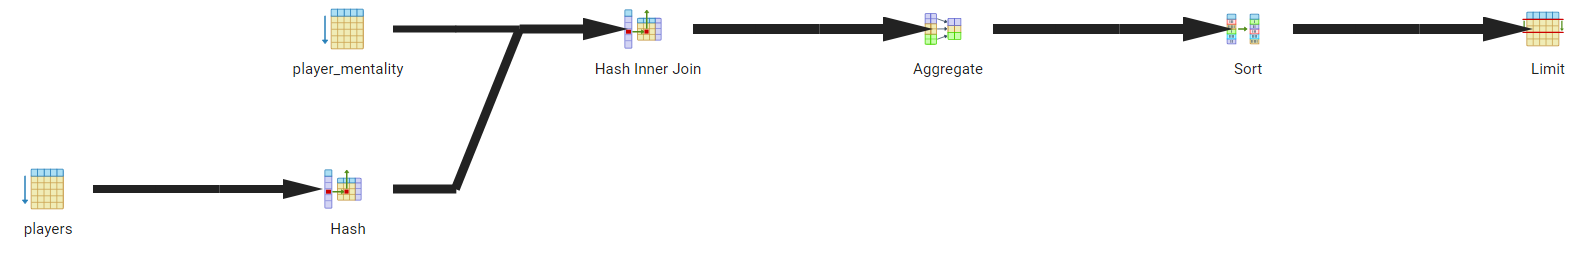 player_mentality
Hash Inner Join
Aggregate
Sort
Limit
players
Hash